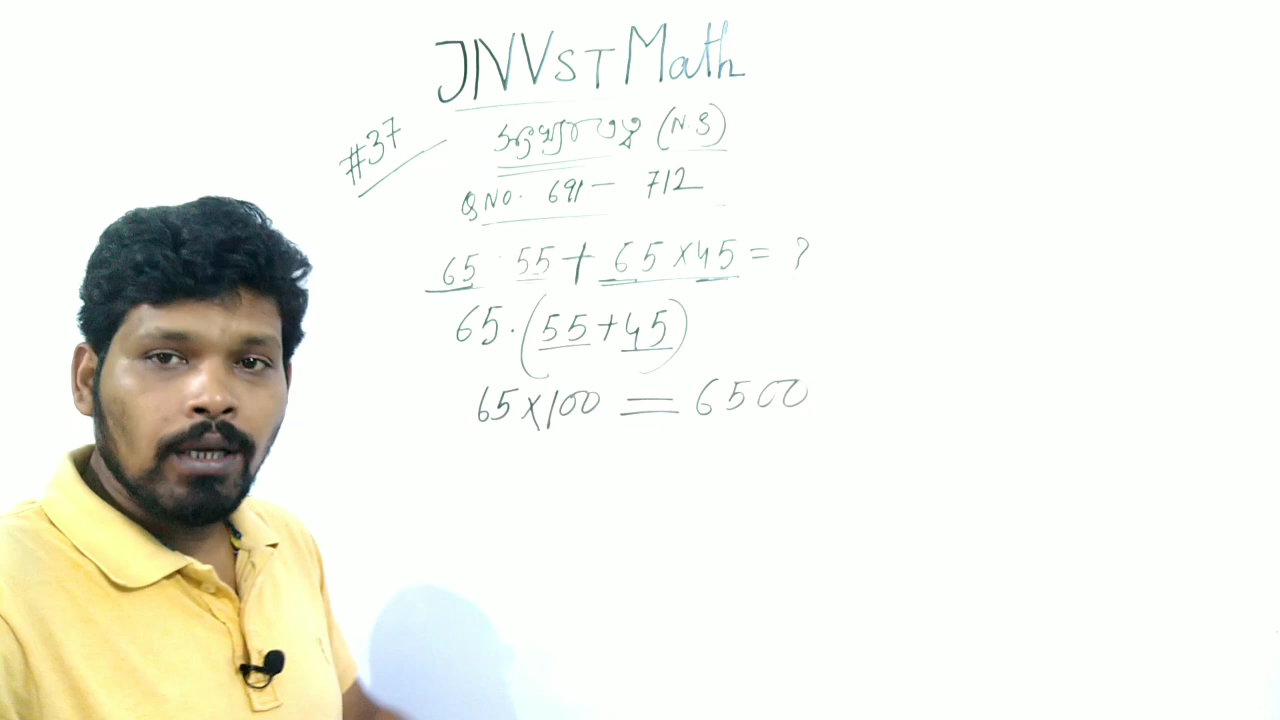 JNVST Math
#37
(N.S)
Q No. 691 - 712
65 55 + 65 × 45 = ?
65 · (55 + 45)
65 × 100 = 6500